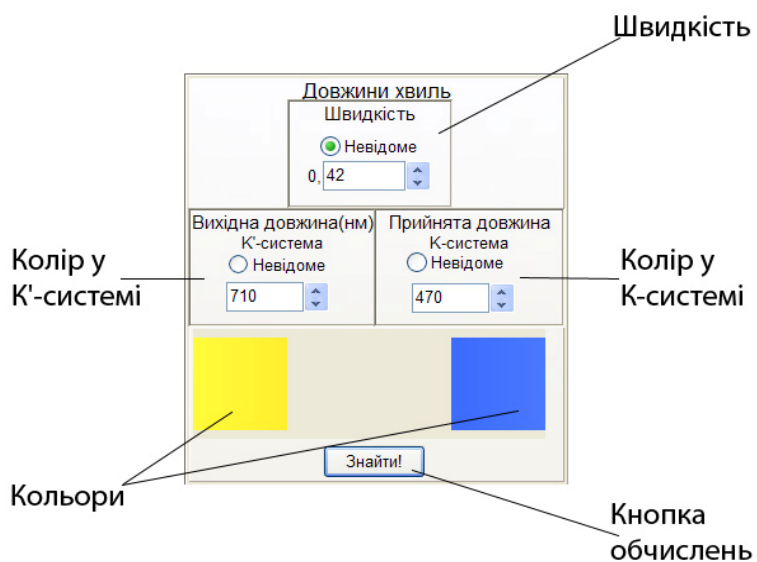 Швидкість
Довжини хвиль
Швидкість
Невідоме
0, 42
Вихідна довжина(нм)
K'-система
Невідоме
710
Прийнята довжина
K-система
Невідоме
470
Колір у
K'-системі
Колір у
K-системі
Знайти!
Кольори
Кнопка
обчислень